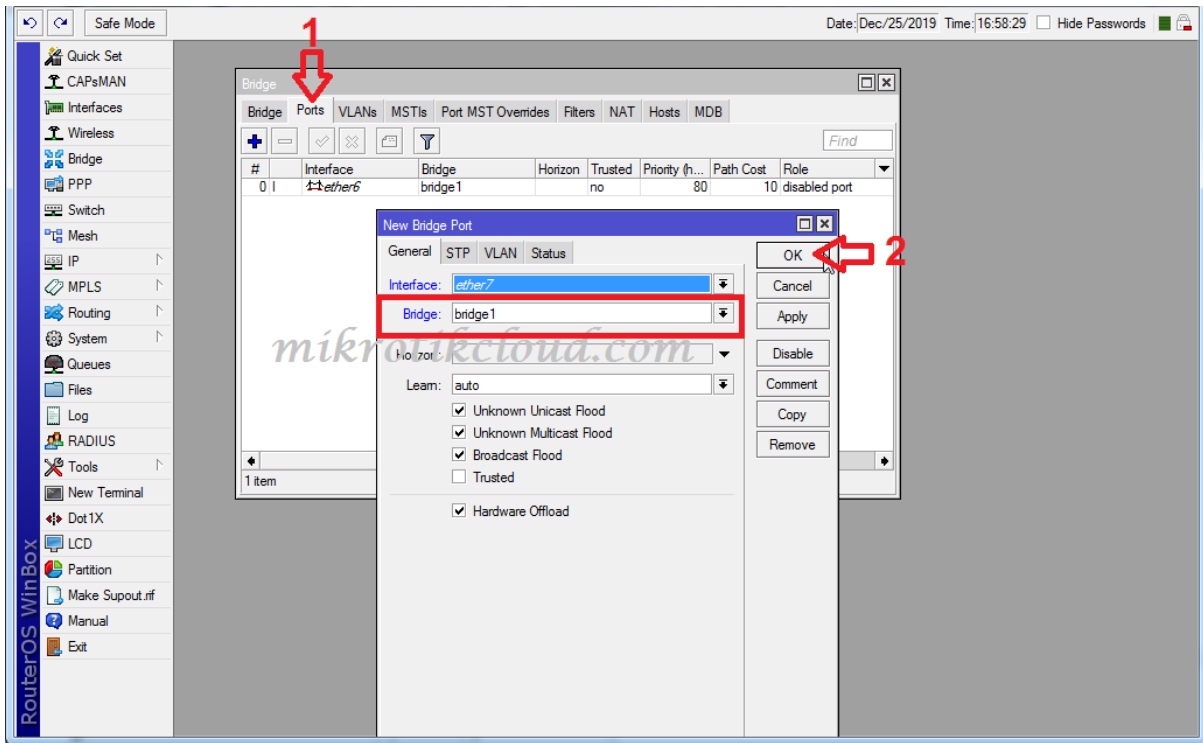 Safe Mode
Date: Dec/25/2019 Time: 16:58:29 Hide Passwords
1
Quick Set
CAPsMAN
Interfaces
Wireless
Bridge
PPP
Switch
Mesh
IP
MPLS
Routing
System
Queues
Files
Log
RADIUS
Tools
New Terminal
Dot1X
LCD
Partition
Make Supout.rif
Manual
Exit
RouterOS WinBox
Bridge
Bridge Ports VLANs MSTIs Port MST Overrides Filters NAT Hosts MDB
Find
# Interface Bridge Horizon Trusted Priority (h... Path Cost Role
0 I ether6 bridge1 no 80 10 disabled port
1 item
New Bridge Port
General STP VLAN Status
Interface: ether7
Bridge: bridge1
Horizon:
Learn: auto
Unknown Unicast Flood
Unknown Multicast Flood
Broadcast Flood
Trusted
Hardware Offload
OK
2
Cancel
Apply
Disable
Comment
Copy
Remove
mikrotikcloud.com